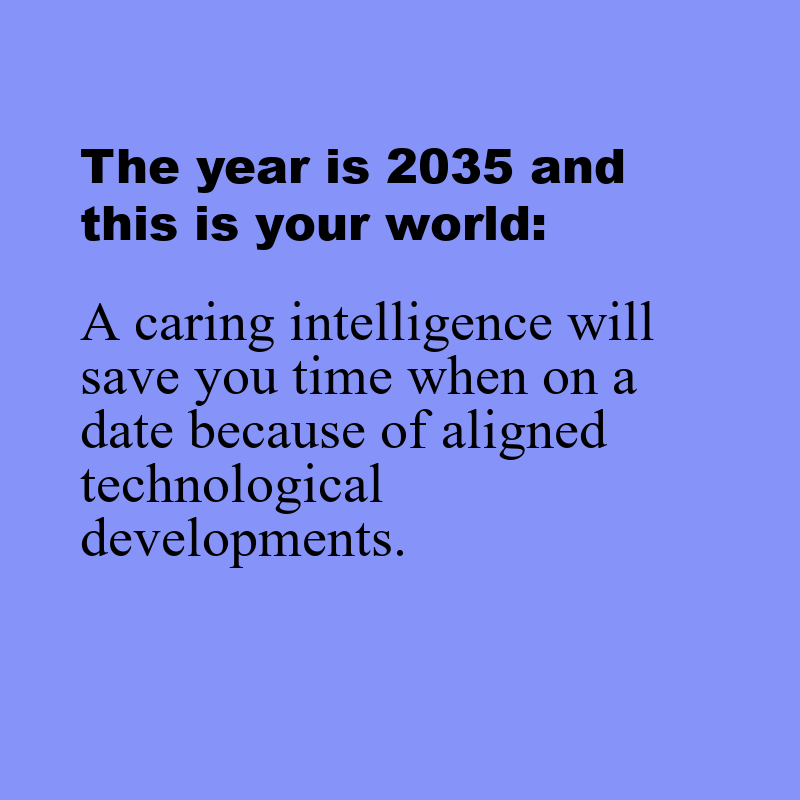 The year is 2035 and
this is your world:
A caring intelligence will
save you time when on a
date because of aligned
technological
developments.